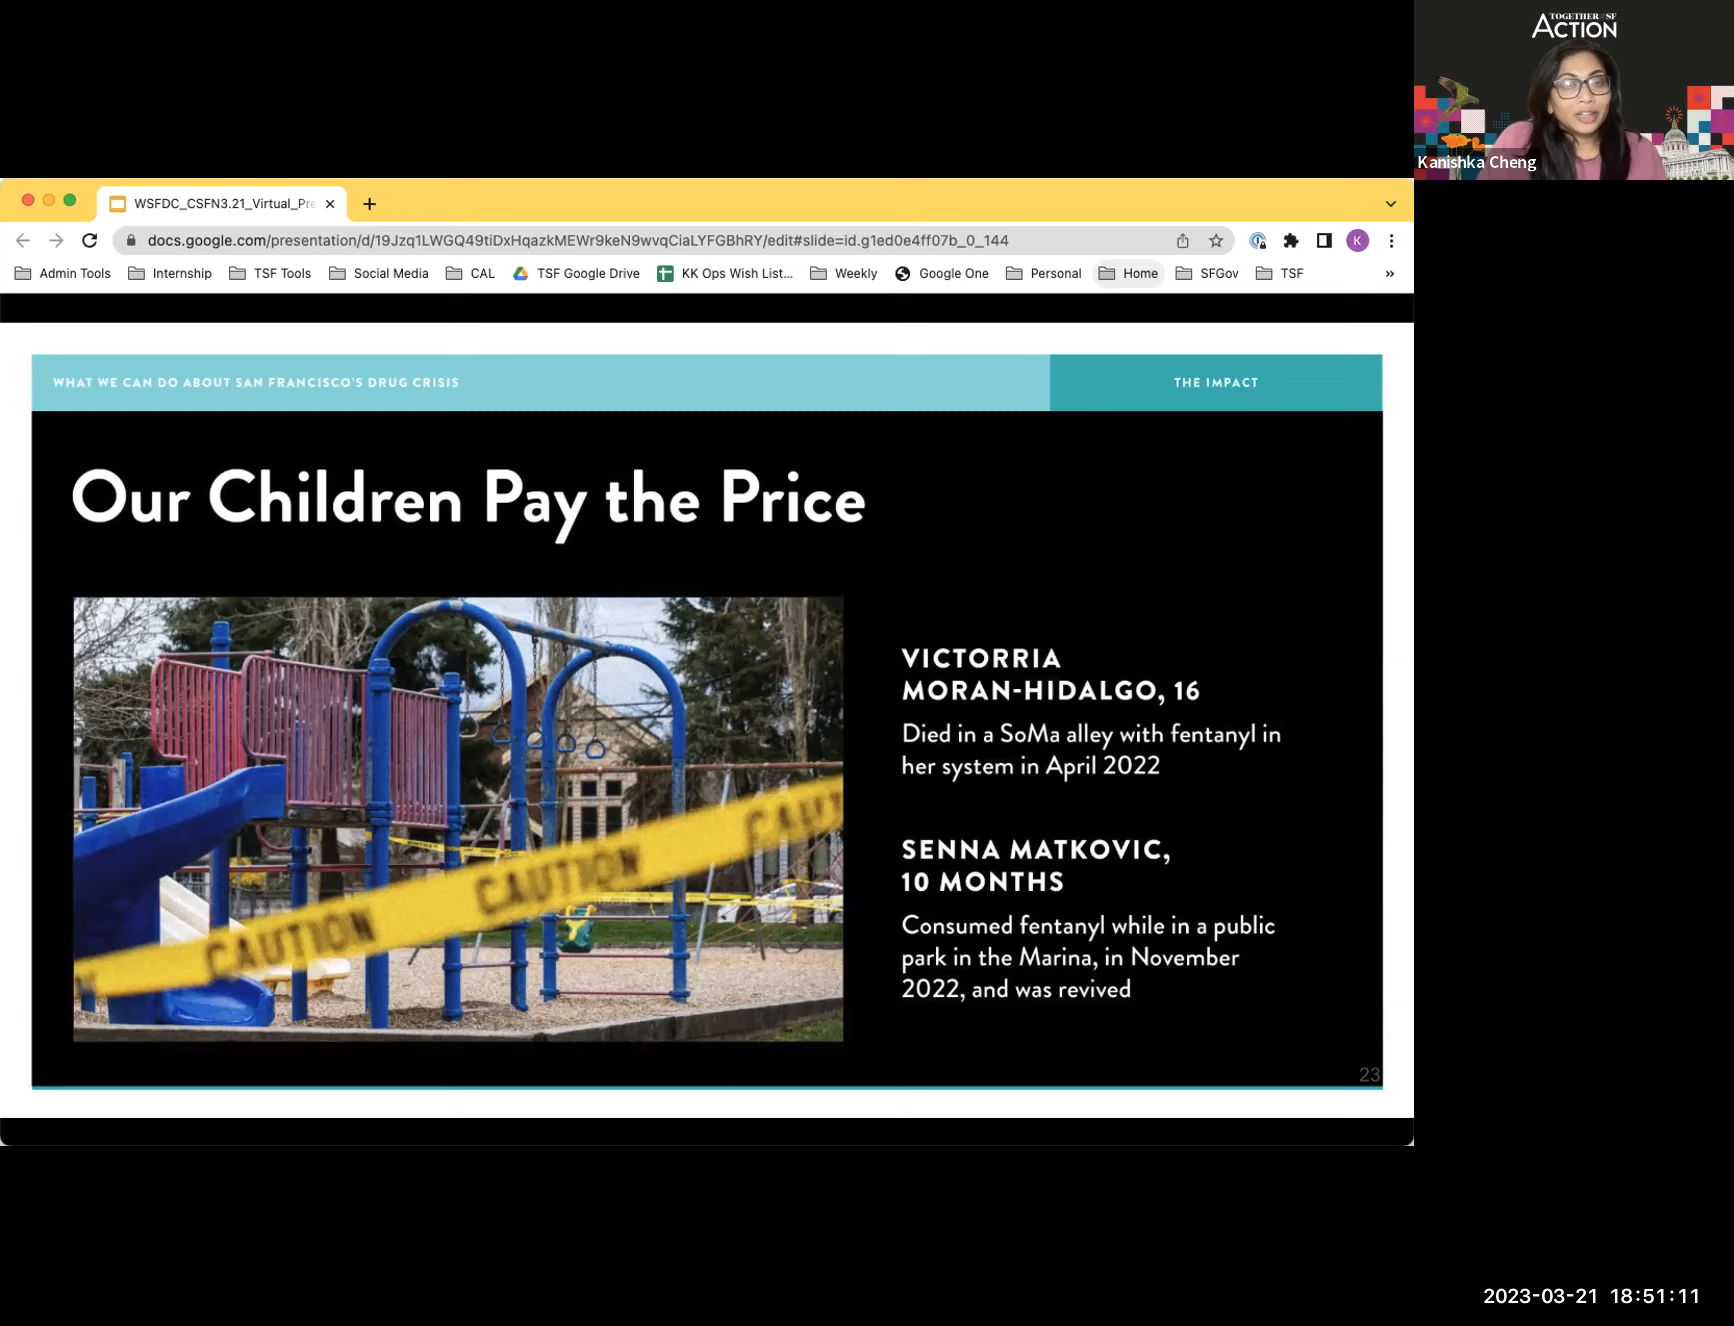 TOGETHER SF
ACTION
Kanishka Cheng
WSFDC_CSFN3.21_Virtual_Pre
docs.google.com/presentation/d/19Jzq1LWGQ49tiDxHqazkMEWr9keN9wvqCiaLYFGBhRY/edit#slide=id.g1ed0e4ff07b_0_144
K
Admin Tools Internship TSF Tools Social Media CAL TSF Google Drive KK Ops Wish List... Weekly Google One Personal Home SFGov TSF »
WHAT WE CAN DO ABOUT SAN FRANCISCO'S DRUG CRISIS
THE IMPACT
Our Children Pay the Price
CAUTION CAUTION CAUT
VICTORRIA
MORAN-HIDALGO, 16
Died in a SoMa alley with fentanyl in
her system in April 2022
SENNA MATKOVIC,
10 MONTHS
Consumed fentanyl while in a public
park in the Marina, in November
2022, and was revived
23
2023-03-21 18:51:11